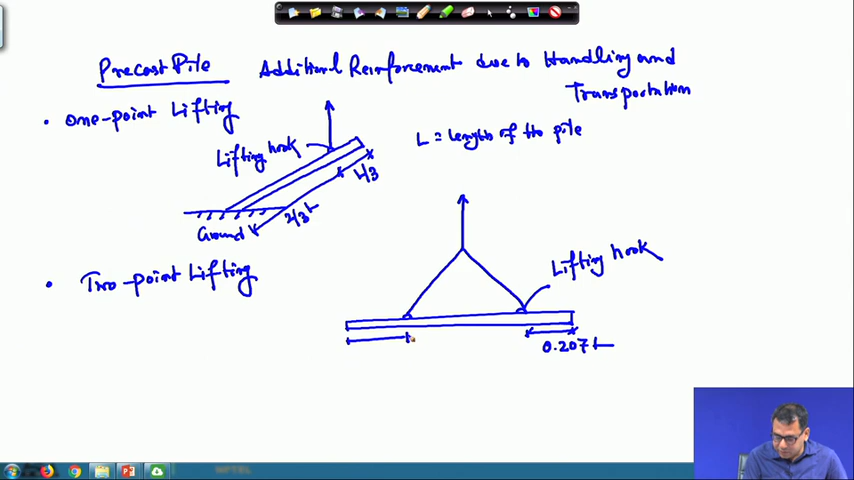 Precast Pile Additional Reinforcement due to Handling and
Transportation
• One-point Lifting
L = length of the pile
Lifting hook
L/3
2/3 L
Ground
• Two-point Lifting
Lifting hook
0.207 L
NPTEL